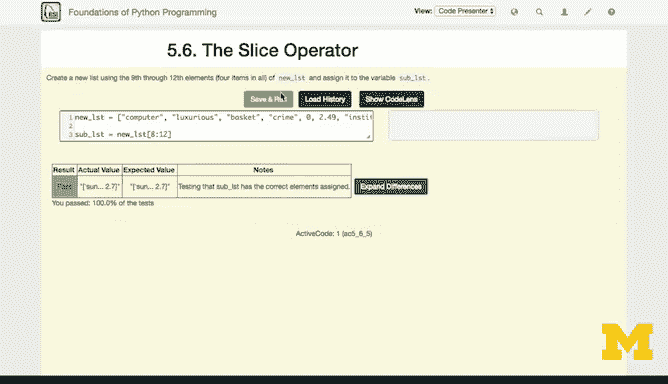 Foundations of Python Programming
View: Code Presenter
5.6. The Slice Operator
Create a new list using the 9th through 12th elements (four items in all) of new_lst and assign it to the variable sub_lst.
Save & Run Load History Show CodeLens
1 new_lst = ["computer", "luxurious", "basket", "crime", 0, 2.49, "institu
2
3 sub_lst = new_lst[8:12]
Result Actual Value Expected Value Notes
Pass "['sun... 2.7]" "['sun... 2.7]" Testing that sub_lst has the correct elements assigned. Expand Differences
You passed: 100.0% of the tests
ActiveCode: 1 (ac5_6_5)
M